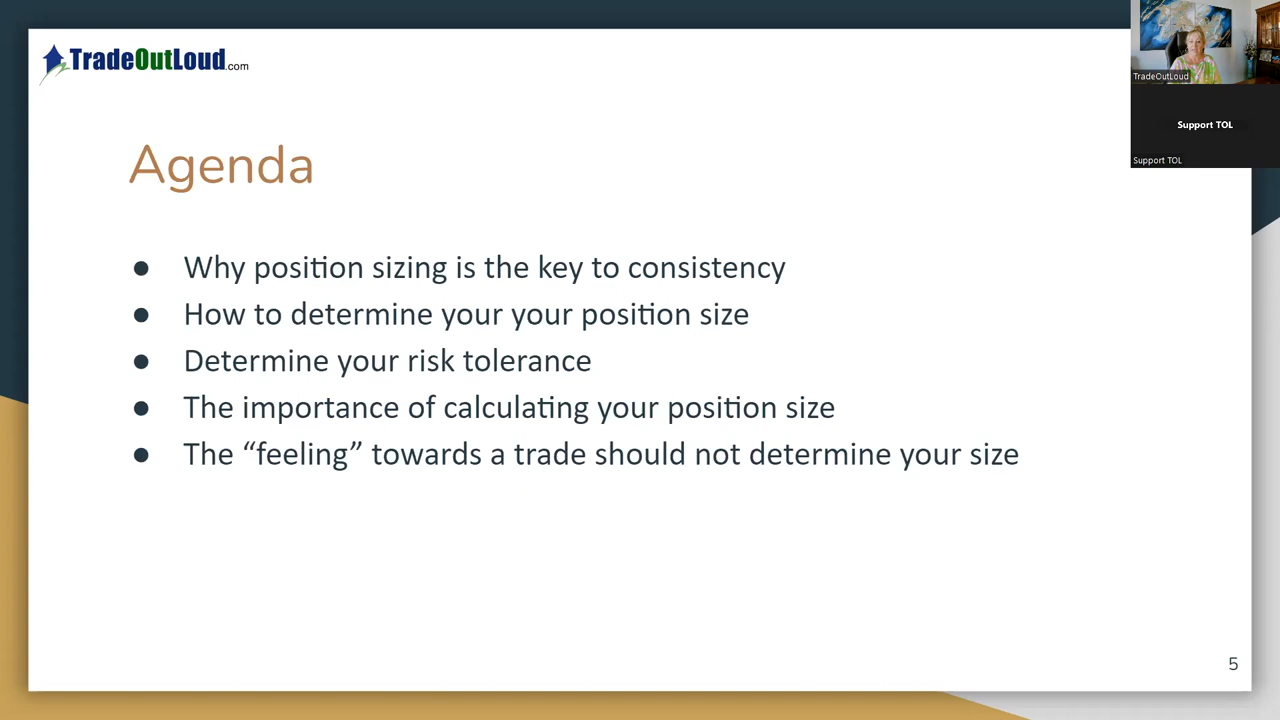 TradeOutLoud.com
TradeOutLoud
Support TOL
Support TOL
Agenda
● Why position sizing is the key to consistency
● How to determine your your position size
● Determine your risk tolerance
● The importance of calculating your position size
● The “feeling” towards a trade should not determine your size
5